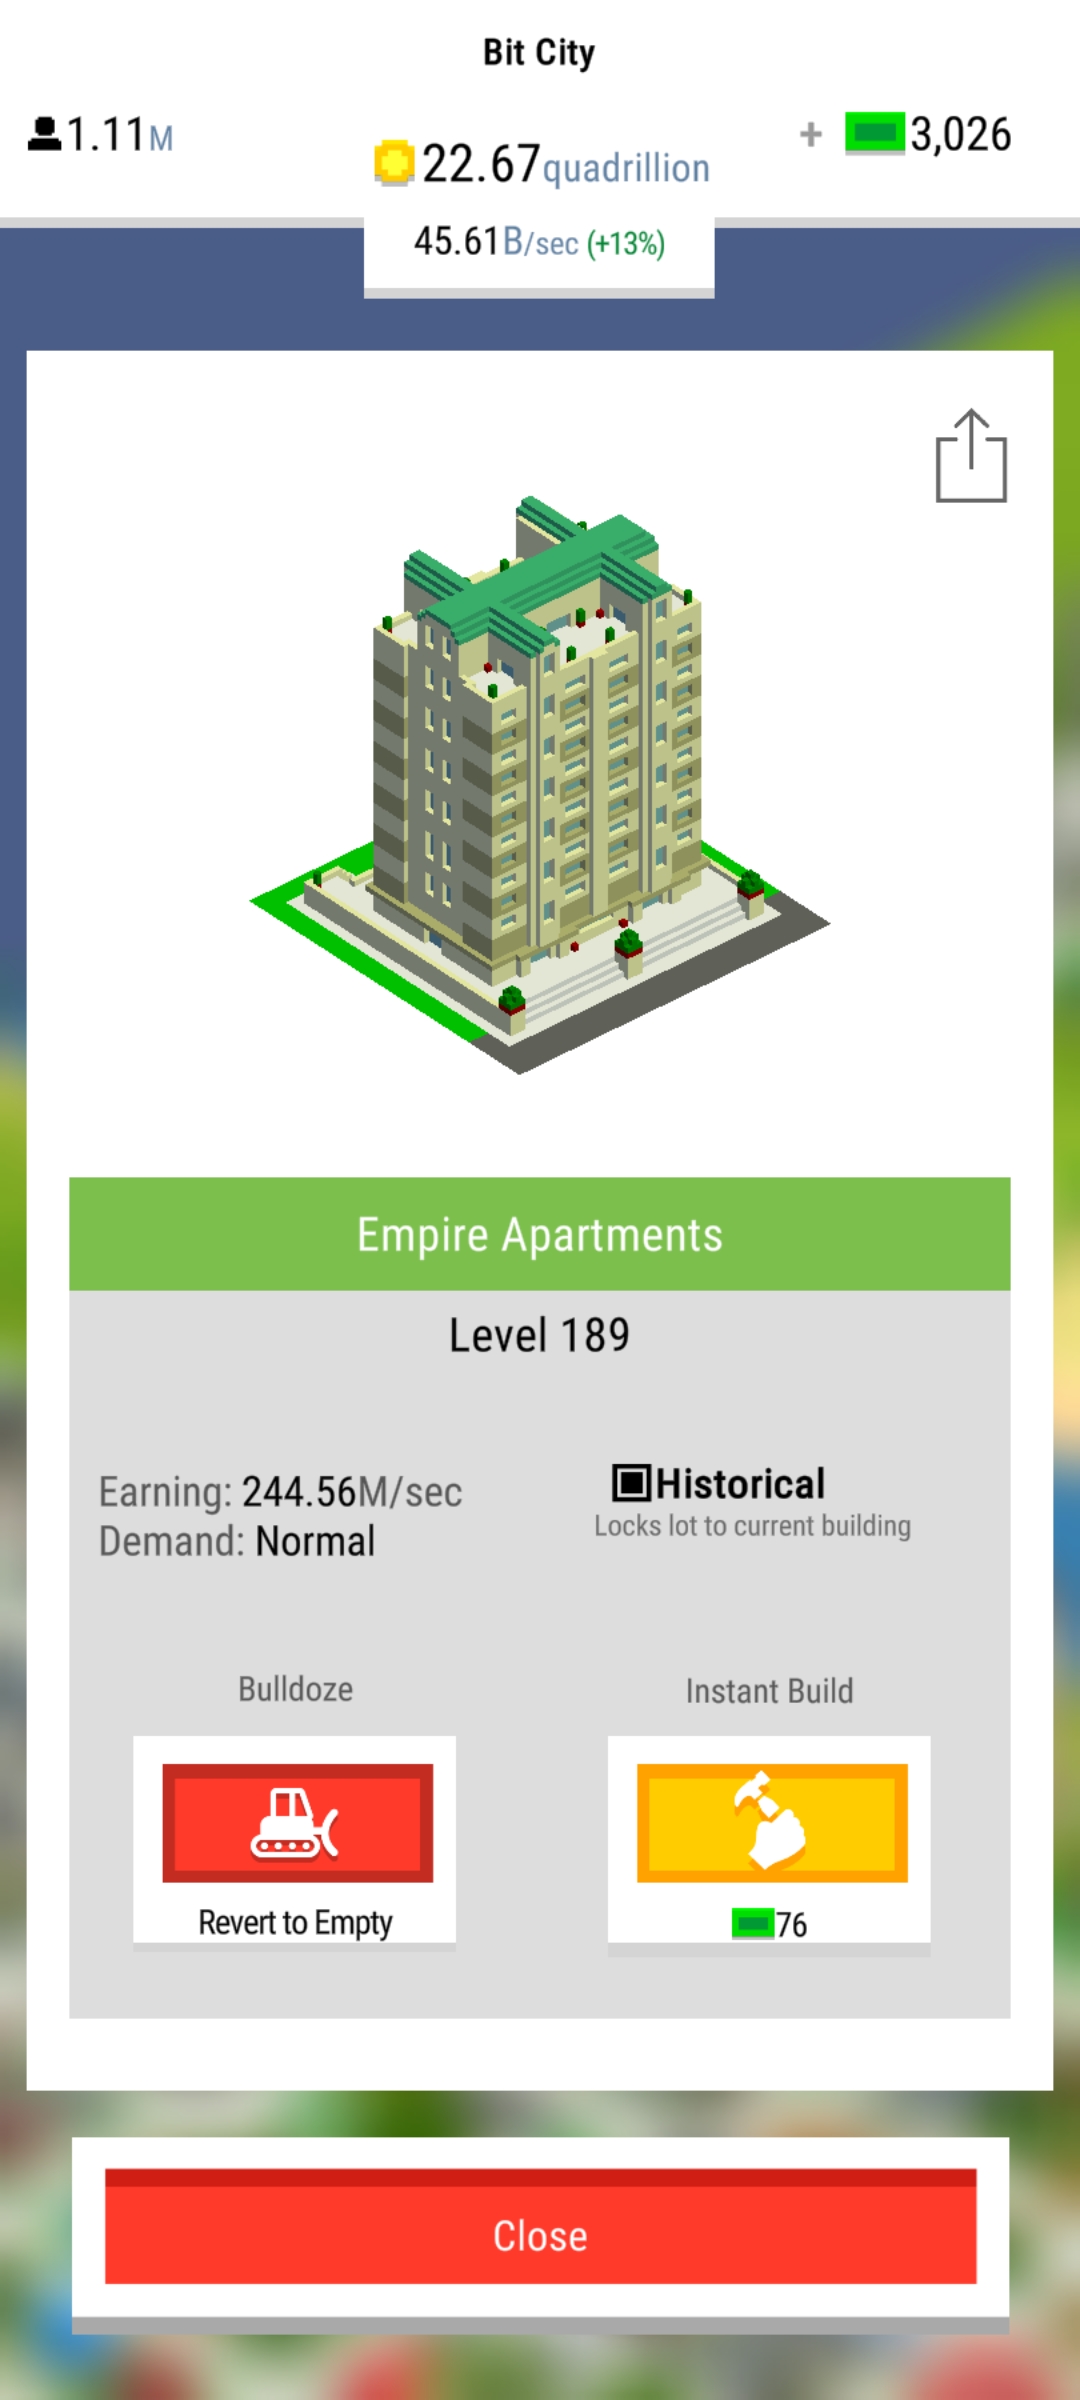 Bit City
1.11M
22.67quadrillion
+ 3,026
45.61B/sec (+13%)
Empire Apartments
Level 189
Earning: 244.56M/sec
Demand: Normal
Historical
Locks lot to current building
Bulldoze
Revert to Empty
Instant Build
76
Close